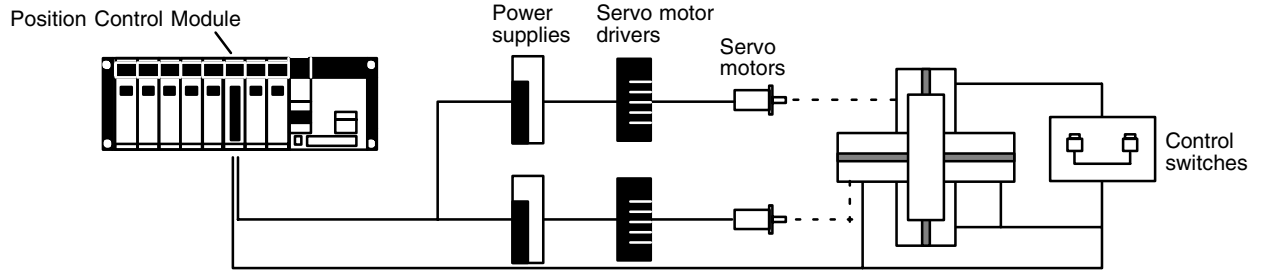 Position Control Module
Power
supplies
Servo motor
drivers
Servo
motors
Control
switches